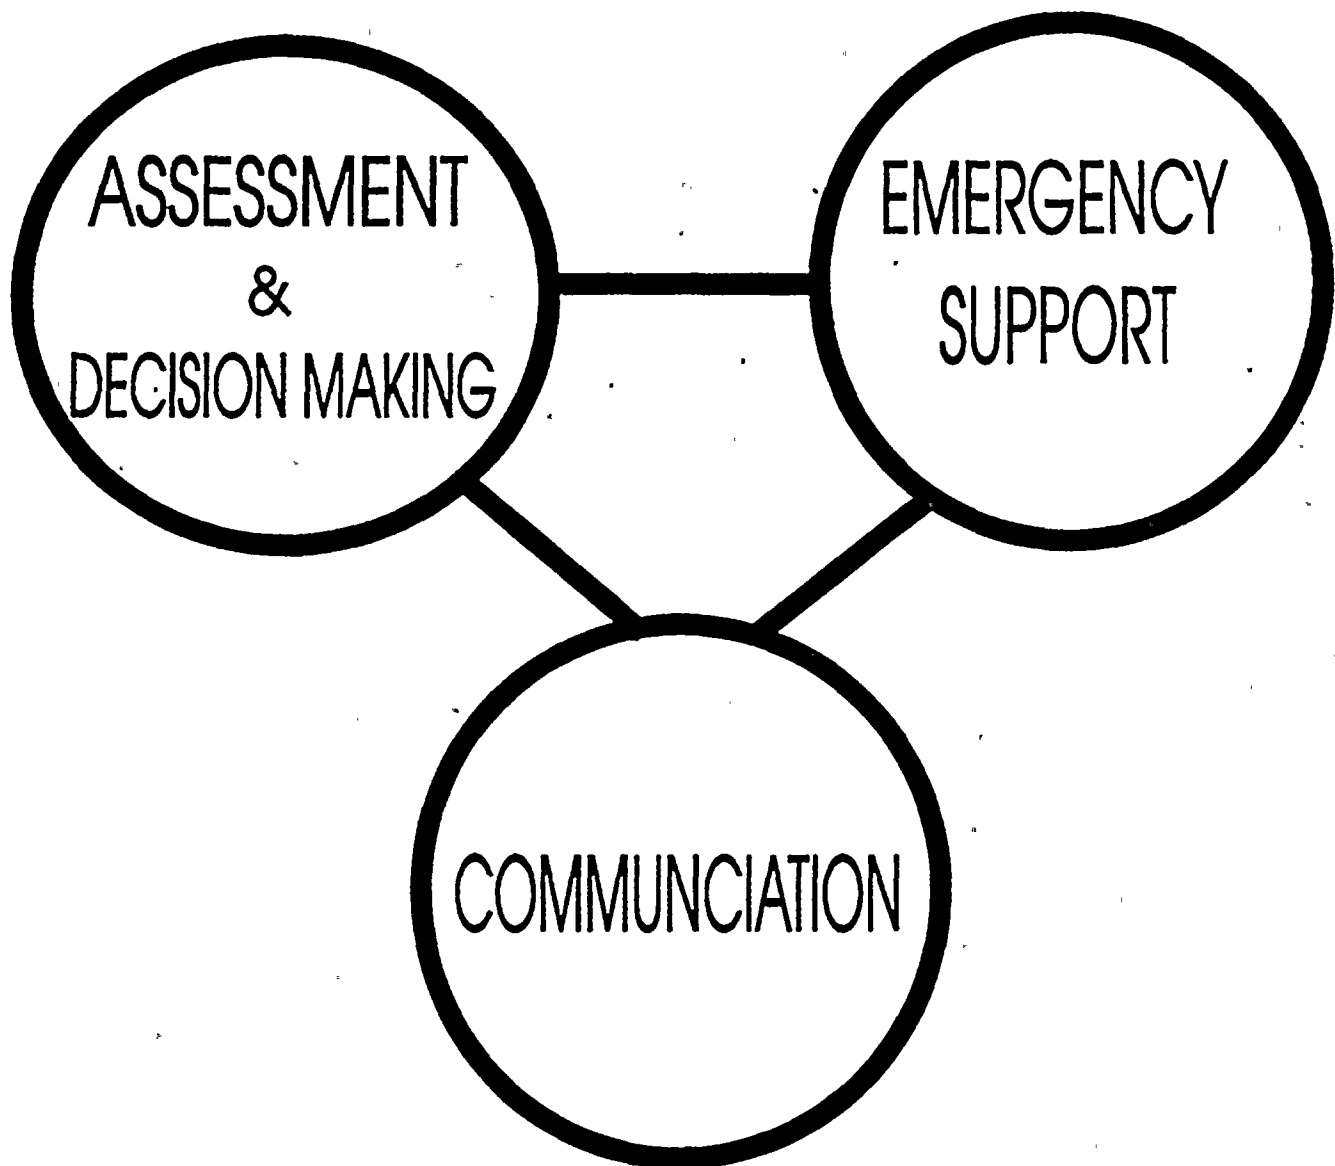 ASSESSMENT
&
DECISION MAKING
EMERGENCY
SUPPORT
COMMUNCIATION